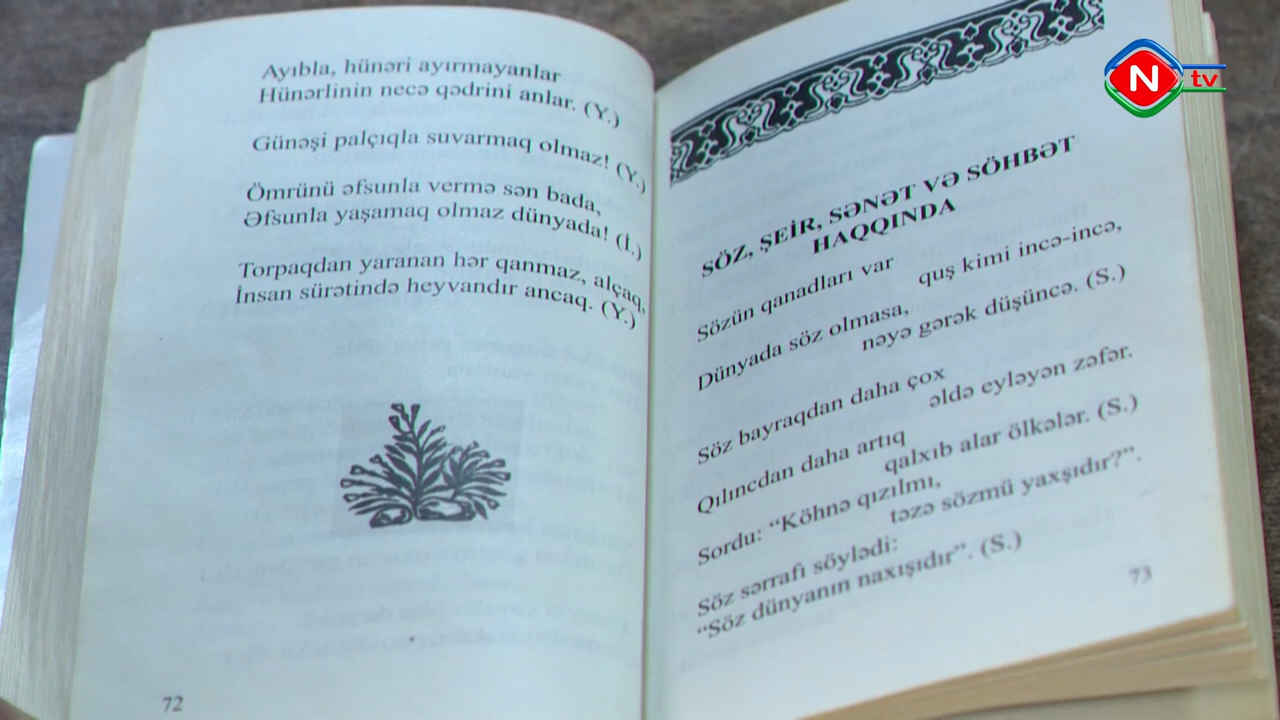 Ayıbla, hünəri ayırmayanlar
Hünərlinin necə qədrini anlar. (Y.)
Günəşi palçıqla suvarmaq olmaz! (Y.)
Ömrünü əfsunla vermə sən bada,
Əfsunla yaşamaq olmaz dünyada! (İ.)
Torpaqdan yaranan hər qanmaz, alçaq,
İnsan sürətində heyvandır ancaq. (Y.)
72
SÖZ, ŞEİR, SƏNƏT VƏ SÖHBƏT
HAQQINDA
Sözün qanadları var
quş kimi incə-incə,
Dünyada söz olmasa,
nəyə gərək düşüncə. (S.)
Söz bayraqdan daha çox
əldə eyləyən zəfər.
Qılıncdan daha artıq
qalxıb alar ölkələr. (S.)
Sordu: “Köhnə qızılmı,
təzə sözmü yaxşıdır?”.
Söz sərrafı söylədi:
“Söz dünyanın naxışıdır”. (S.)
73
N tv